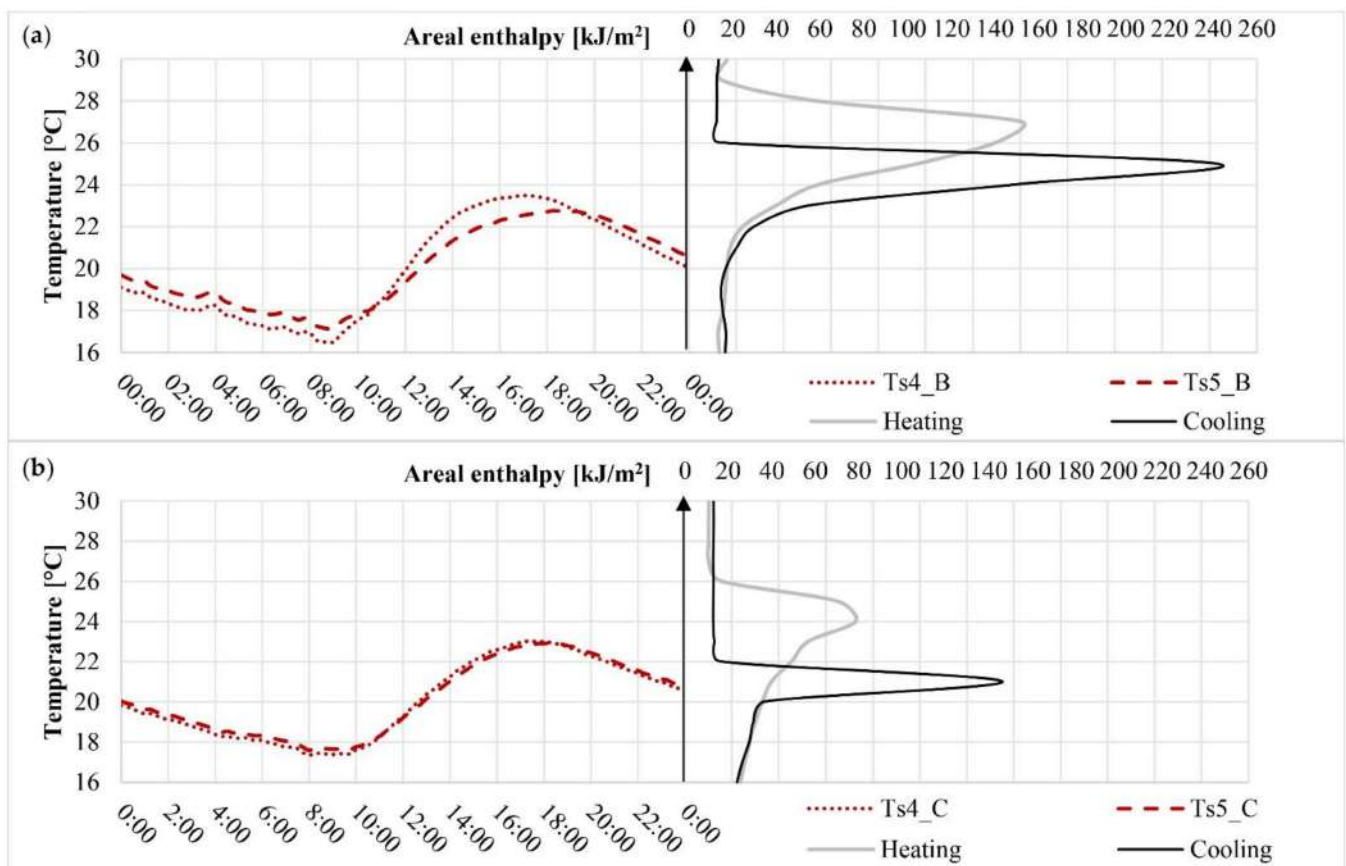 (a)
Areal enthalpy [kJ/m²] 0 20 40 60 80 100 120 140 160 180 200 220 240 260
Temperature [°C]
30
28
26
24
22
20
18
16
00:00 02:00 04:00 06:00 08:00 10:00 12:00 14:00 16:00 18:00 20:00 22:00 00:00
Ts4_B Ts5_B
Heating Cooling
(b)
Areal enthalpy [kJ/m²] 0 20 40 60 80 100 120 140 160 180 200 220 240 260
Temperature [°C]
30
28
26
24
22
20
18
16
0:00 2:00 4:00 6:00 8:00 10:00 12:00 14:00 16:00 18:00 20:00 22:00 0:00
Ts4_C Ts5_C
Heating Cooling